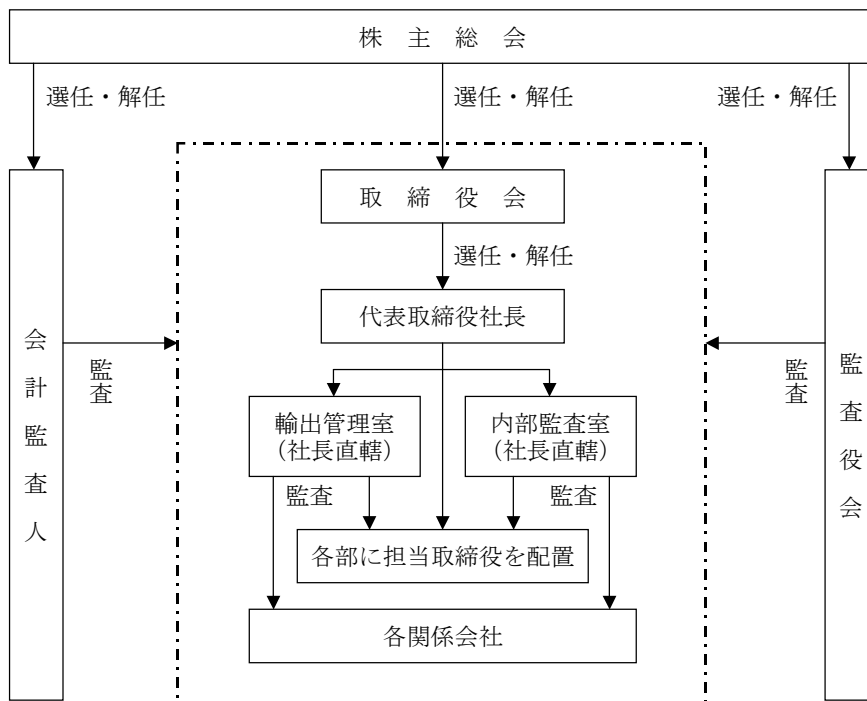 株主総会
選任・解任
選任・解任
選任・解任
取締役会
選任・解任
代表取締役社長
会計監査人
監査
監査
監査役会
輸出管理室
(社長直轄)
内部監査室
(社長直轄)
監査
監査
各部に担当取締役を配置
各関係会社